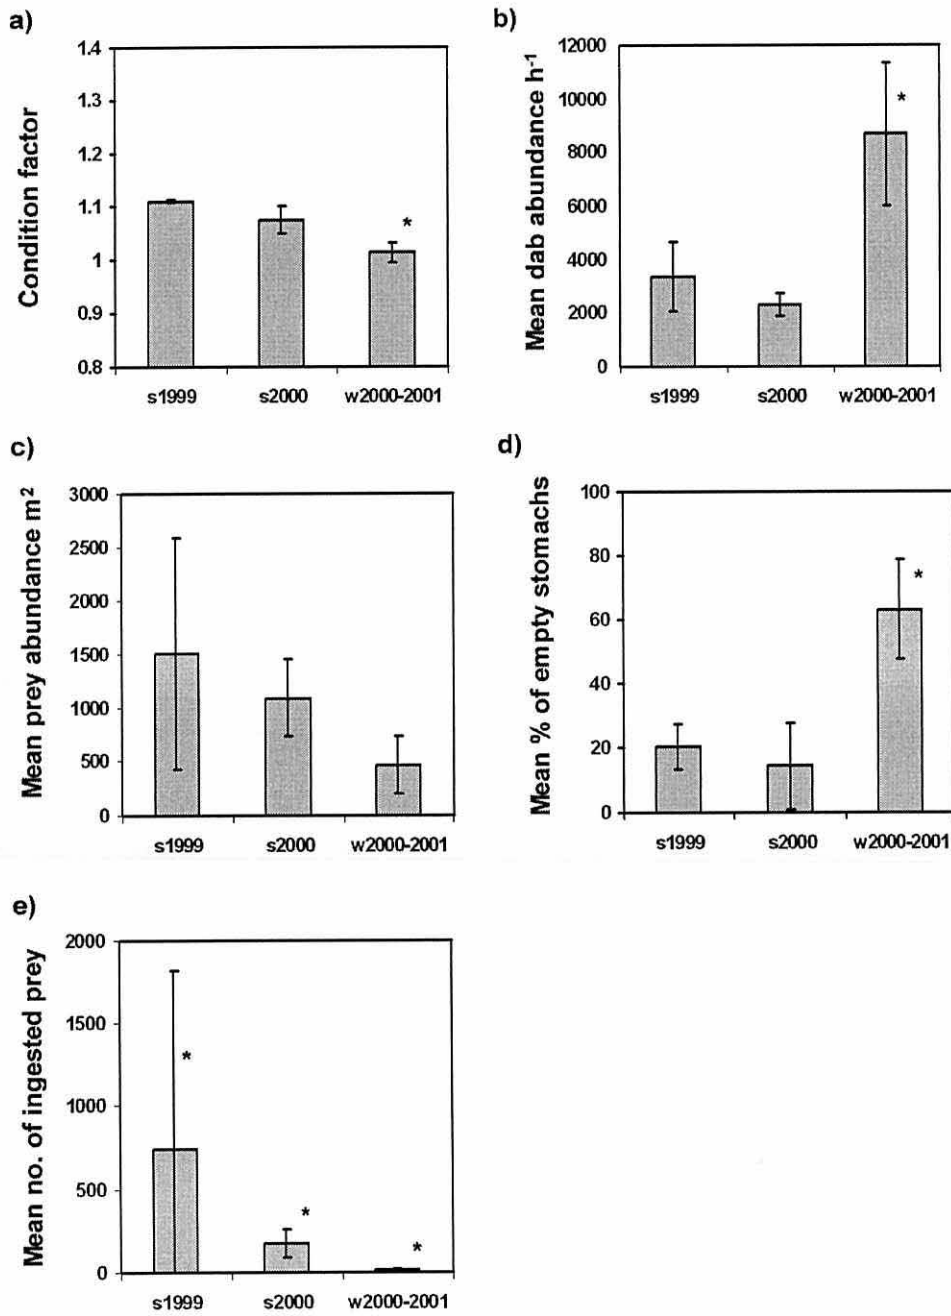 a)
Condition factor
1.4
1.3
1.2
1.1
1
0.9
0.8
s1999 s2000 w2000-2001
*
b)
Mean dab abundance h-1
12000
10000
8000
6000
4000
2000
0
s1999 s2000 w2000-2001
*
c)
Mean prey abundance m2
3000
2500
2000
1500
1000
500
0
s1999 s2000 w2000-2001
d)
Mean % of empty stomachs
100
80
60
40
20
0
s1999 s2000 w2000-2001
*
e)
Mean no. of ingested prey
2000
1500
1000
500
0
s1999 s2000 w2000-2001
*
*
*